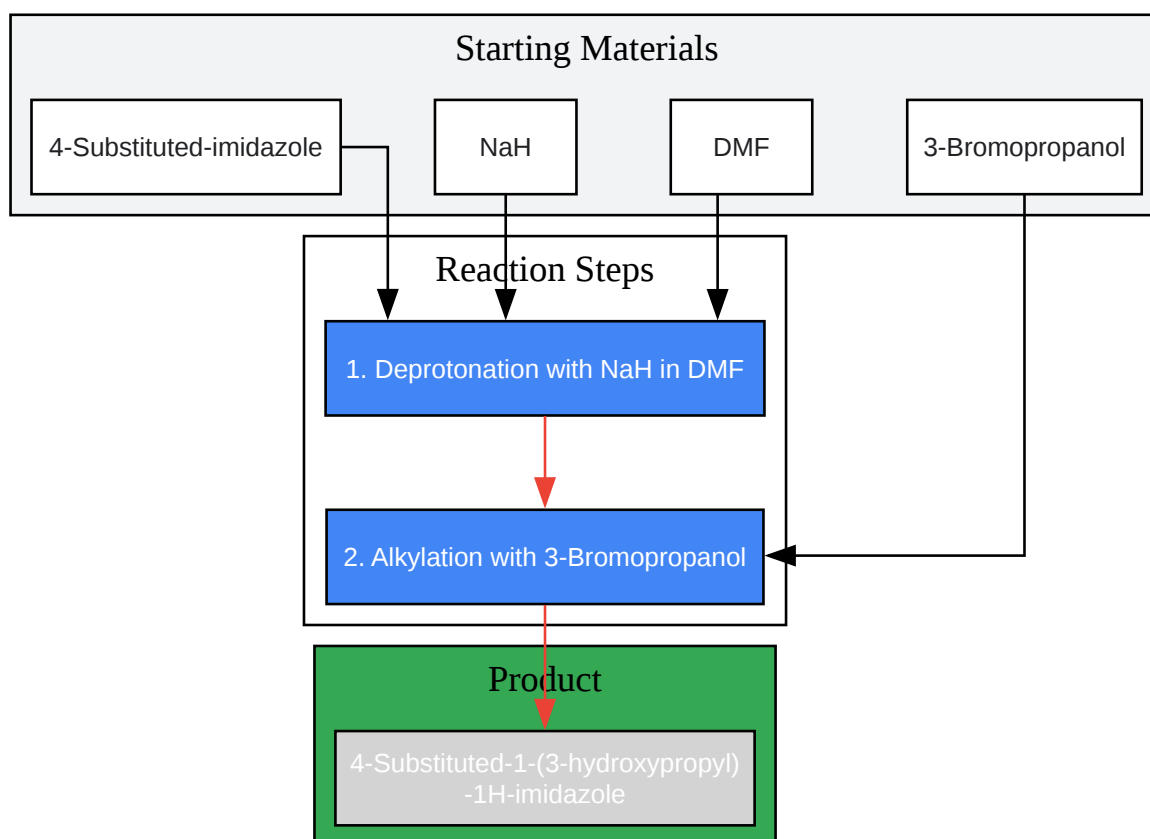 Starting Materials
4-Substituted-imidazole
NaH
DMF
3-Bromopropanol
Reaction Steps
1. Deprotonation with NaH in DMF
2. Alkylation with 3-Bromopropanol
Product
4-Substituted-1-(3-hydroxypropyl)
-1H-imidazole